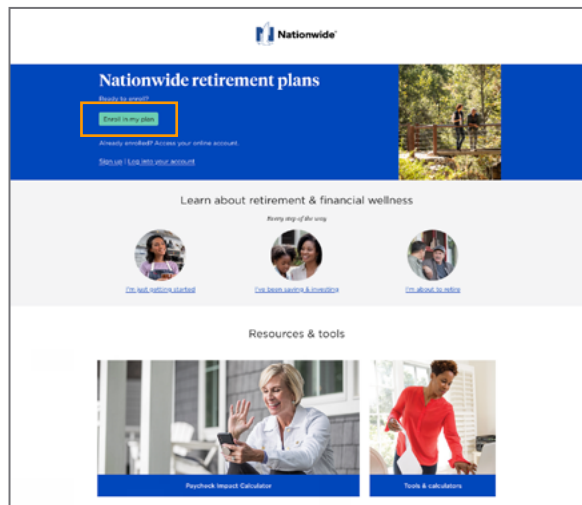 Nationwide®
Nationwide retirement plans
Ready to enroll?
Enroll in my plan
Already enrolled? Access your online account.
Sign up | Log into your account
Learn about retirement & financial wellness
Every step of the way
I'm just getting started
I've been saving & investing
I'm about to retire
Resources & tools
Paycheck Impact Calculator
Tools & calculators